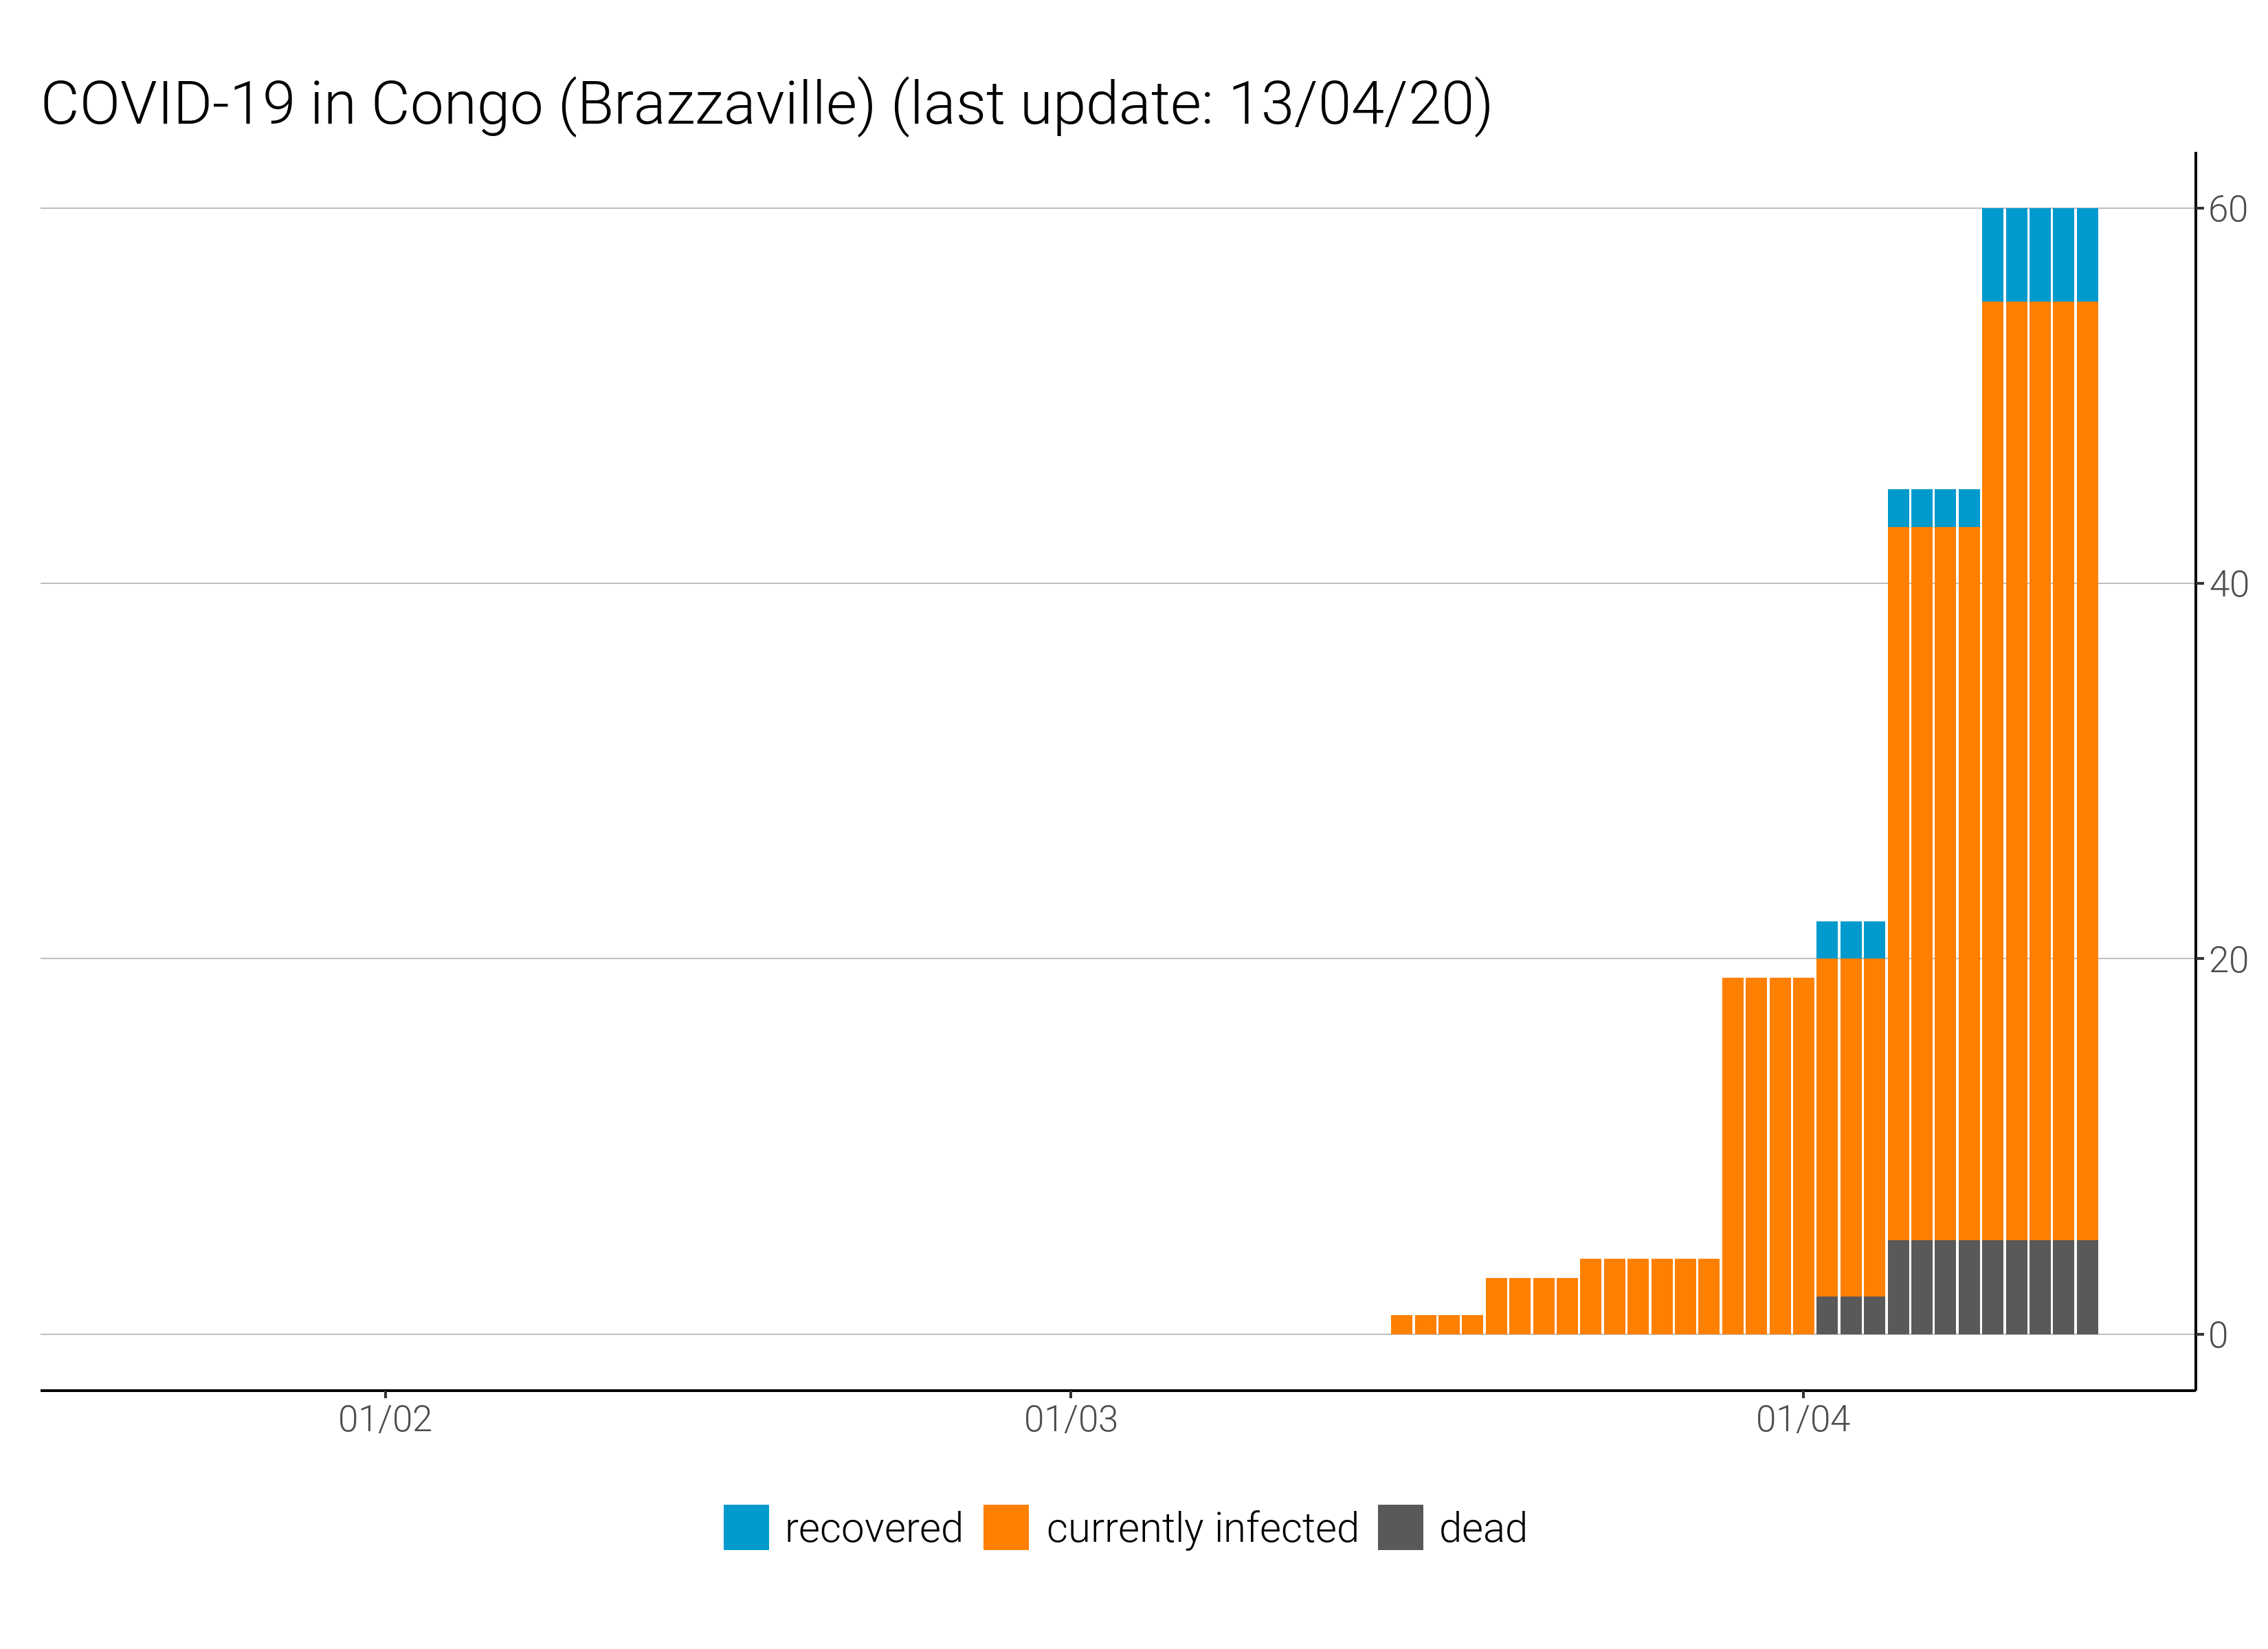 COVID-19 in Congo (Brazzaville) (last update: 13/04/20)
60
40
20
0
01/02 01/03 01/04
recovered currently infected dead